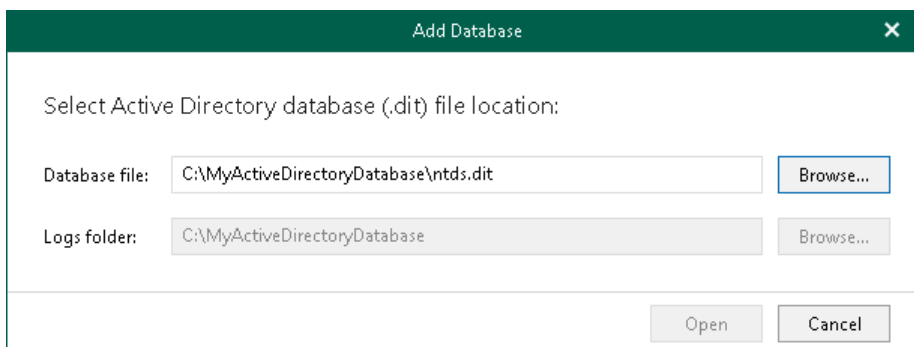 Add Database
Select Active Directory database (.dit) file location:
Database file: C:\MyActiveDirectoryDatabase\ntds.dit Browse...
Logs folder: C:\MyActiveDirectoryDatabase Browse...
Open Cancel